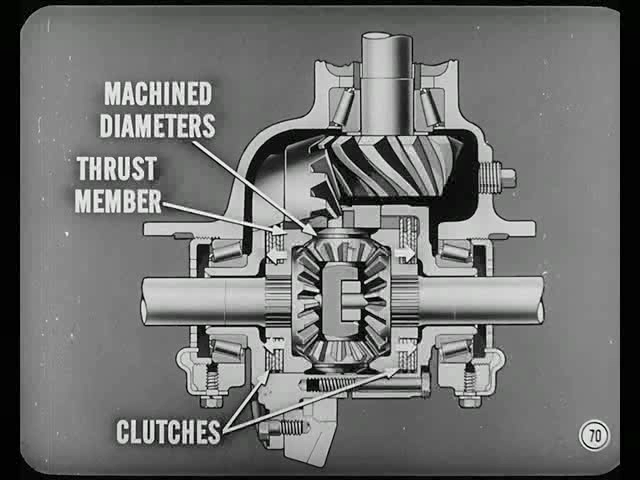 MACHINED
DIAMETERS
THRUST
MEMBER
CLUTCHES
70